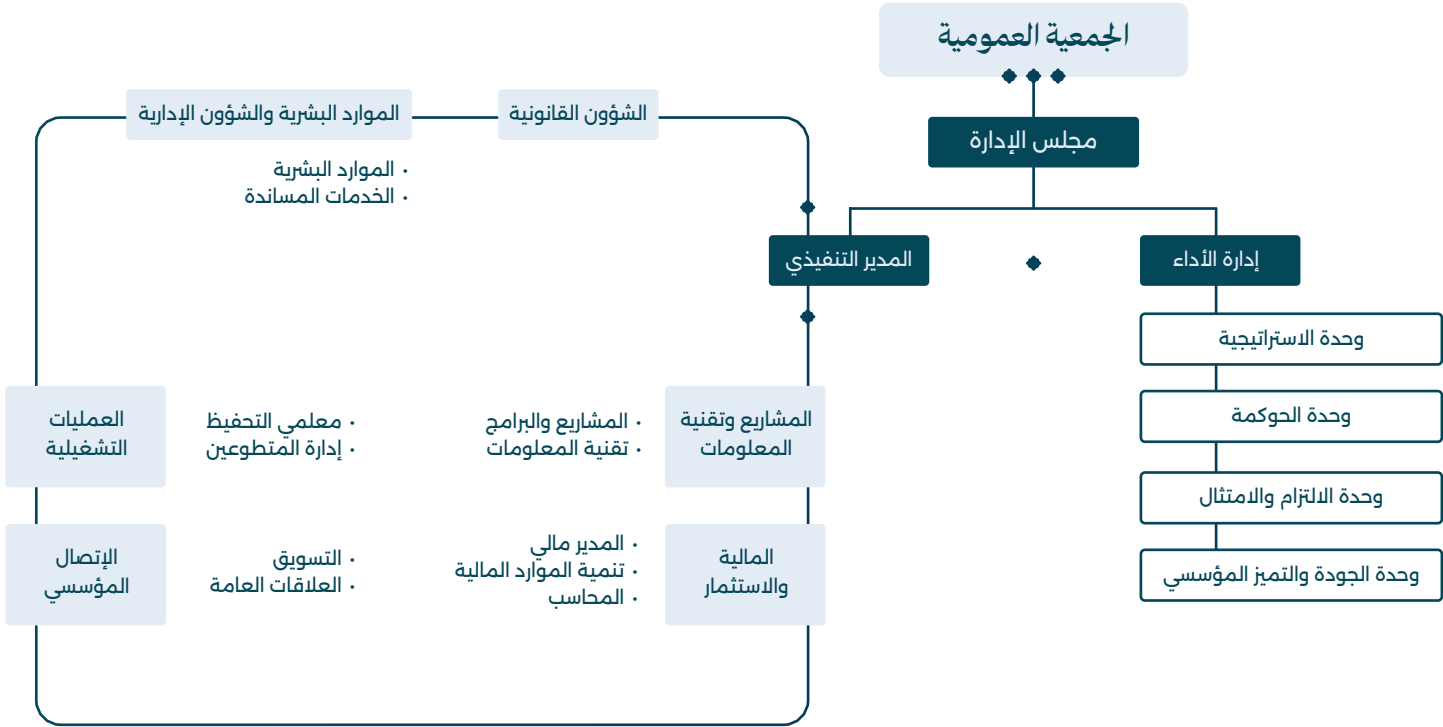 الجمعية العمومية
مجلس الإدارة
إدارة الأداء
المدير التنفيذي
وحدة الاستراتيجية
وحدة الحوكمة
وحدة الالتزام والامتثال
وحدة الجودة والتميز المؤسسي
الشؤون القانونية
الموارد البشرية والشؤون الإدارية
• الموارد البشرية
• الخدمات المساندة
المشاريع وتقنية
المعلومات
• المشاريع والبرامج
• تقنية المعلومات
العمليات
التشغيلية
• معلمي التحفيظ
• إدارة المتطوعين
المالية
والاستثمار
• المدير مالي
• تنمية الموارد المالية
• المحاسب
الإتصال
المؤسسي
• التسويق
• العلاقات العامة